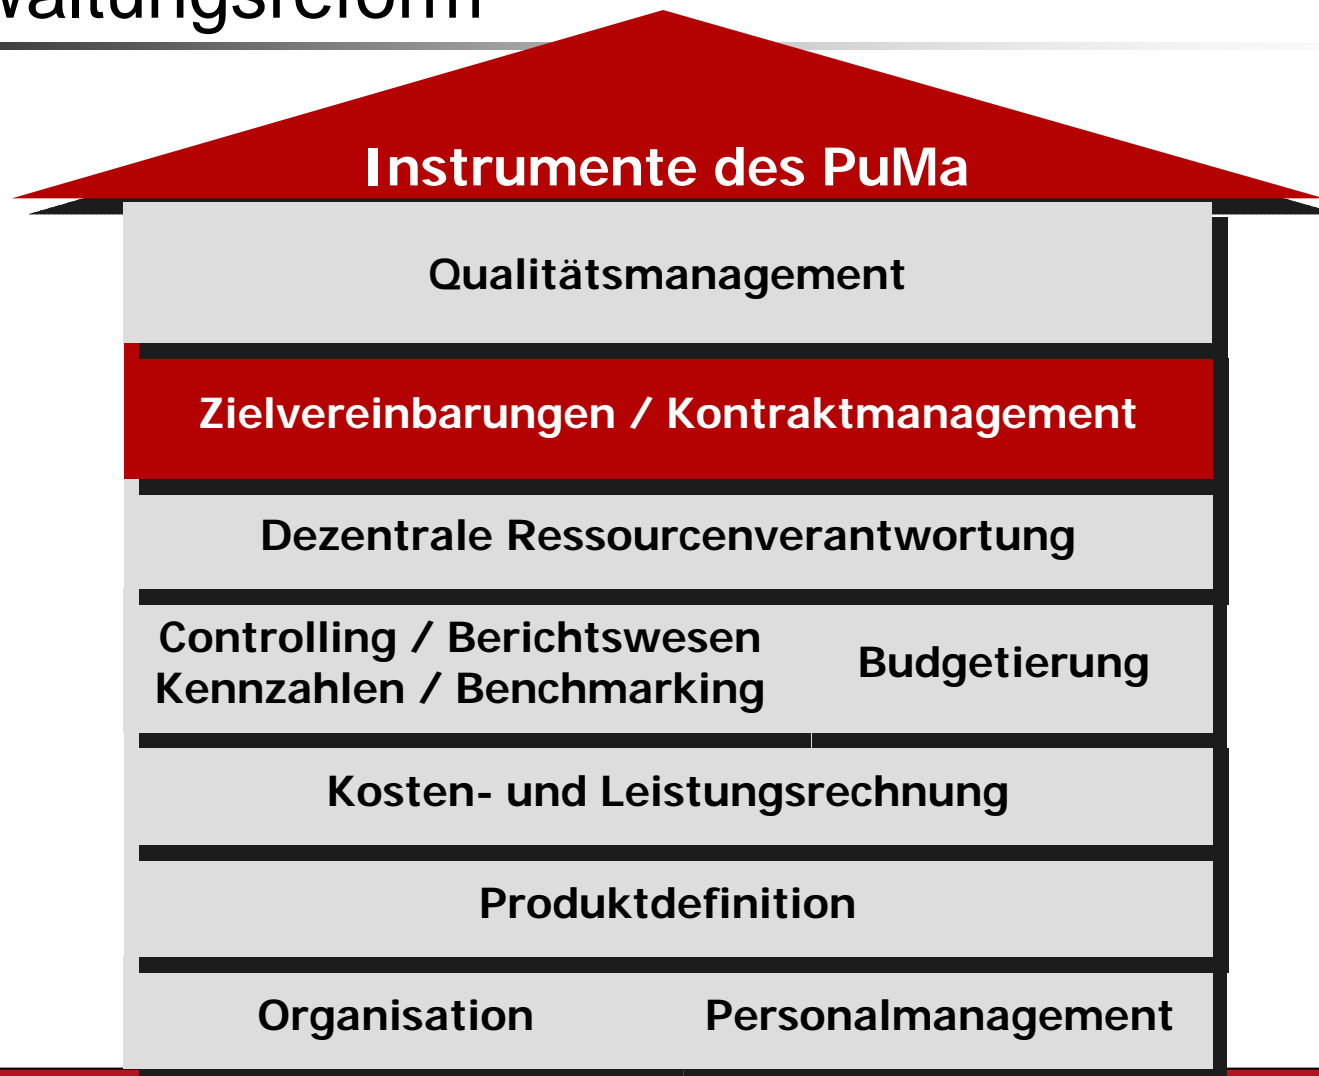 Instrumente des PuMa
Qualitätsmanagement
Zielvereinbarungen / Kontraktmanagement
Dezentrale Ressourcenverantwortung
Controlling / Berichtswesen
Kennzahlen / Benchmarking
Budgetierung
Kosten- und Leistungsrechnung
Produktdefinition
Organisation
Personalmanagement